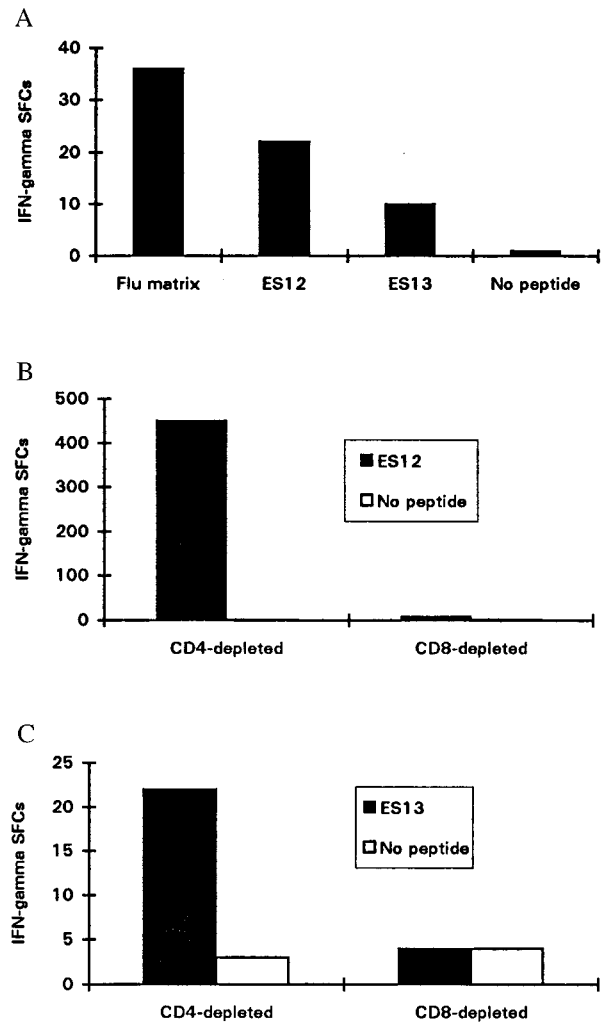 A
IFN-gamma SFCs
40
30
20
10
0
Flu matrix ES12 ES13 No peptide
B
IFN-gamma SFCs
500
400
300
200
100
0
ES12
No peptide
CD4-depleted CD8-depleted
C
IFN-gamma SFCs
25
20
15
10
5
0
ES13
No peptide
CD4-depleted CD8-depleted